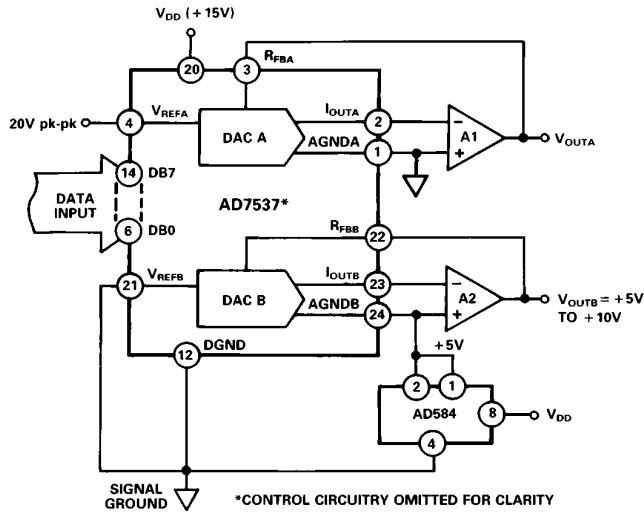 V_DD (+15V)
R_FBA
20
3
20V pk-pk
4
V_REFA
DAC A
I_OUTA
2
AGNDA
1
−
A1
+
V_OUTA
14
DB7
DATA
INPUT
AD7537*
6
DB0
R_FBB
22
21
V_REFB
DAC B
I_OUTB
23
AGNDB
24
−
A2
+
V_OUTB = +5V
TO +10V
DGND
12
+5V
2
1
AD584
8
V_DD
4
SIGNAL
GROUND
*CONTROL CIRCUITRY OMITTED FOR CLARITY